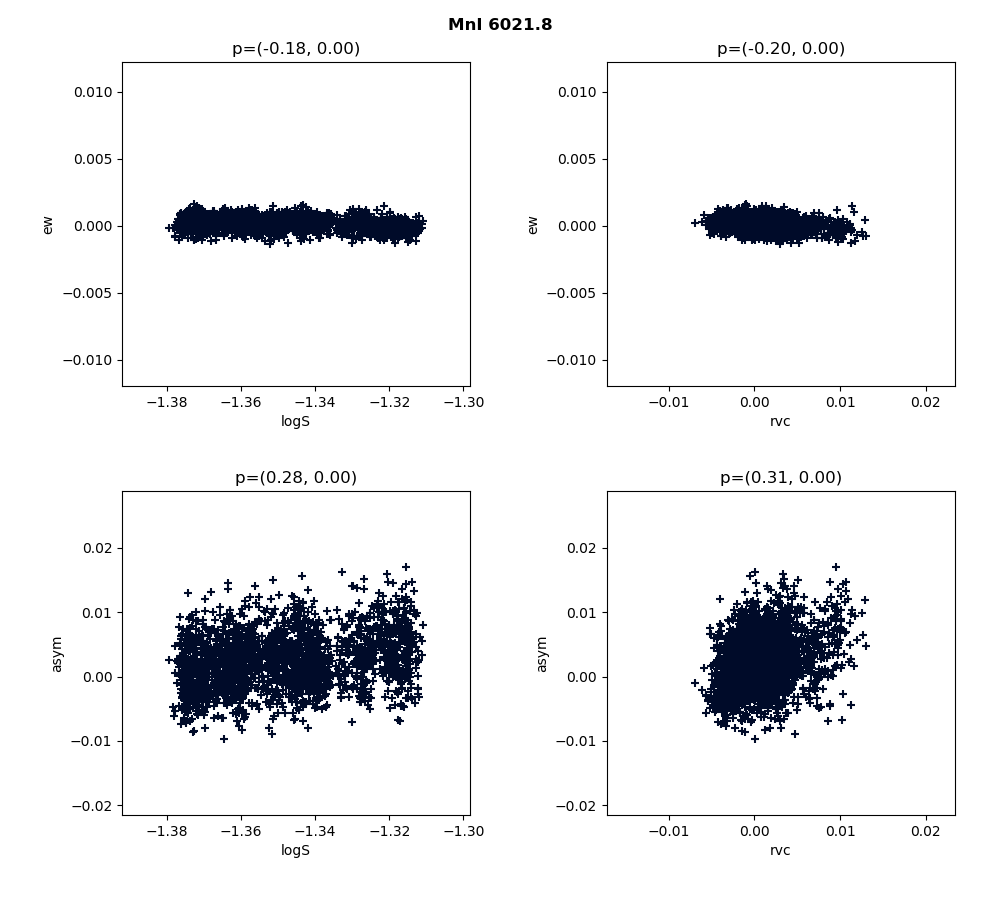 MnI 6021.8
p=(-0.18, 0.00)
p=(-0.20, 0.00)
0.010
0.005
0.000
−0.005
−0.010
ew
−1.38 −1.36 −1.34 −1.32 −1.30
logS
0.010
0.005
0.000
−0.005
−0.010
ew
−0.01 0.00 0.01 0.02
rvc
p=(0.28, 0.00)
p=(0.31, 0.00)
0.02
0.01
0.00
−0.01
−0.02
asym
−1.38 −1.36 −1.34 −1.32 −1.30
logS
0.02
0.01
0.00
−0.01
−0.02
asym
−0.01 0.00 0.01 0.02
rvc